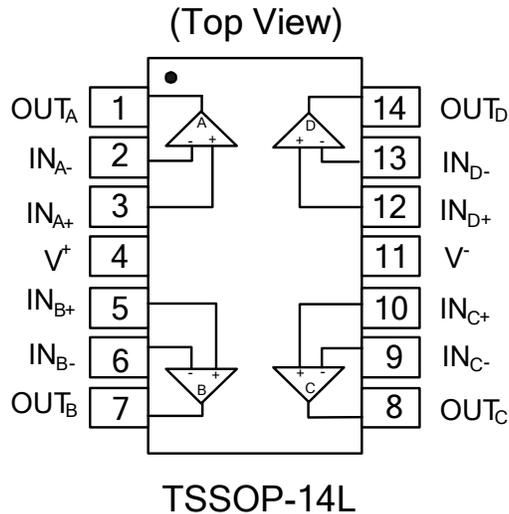 (Top View)
OUTA 1 A 14 OUTD
INA- 2 - + D + - 13 IND-
INA+ 3 12 IND+
V+ 4 11 V-
INB+ 5 10 INC+
INB- 6 - + B + - C 9 INC-
OUTB 7 8 OUTC
TSSOP-14L